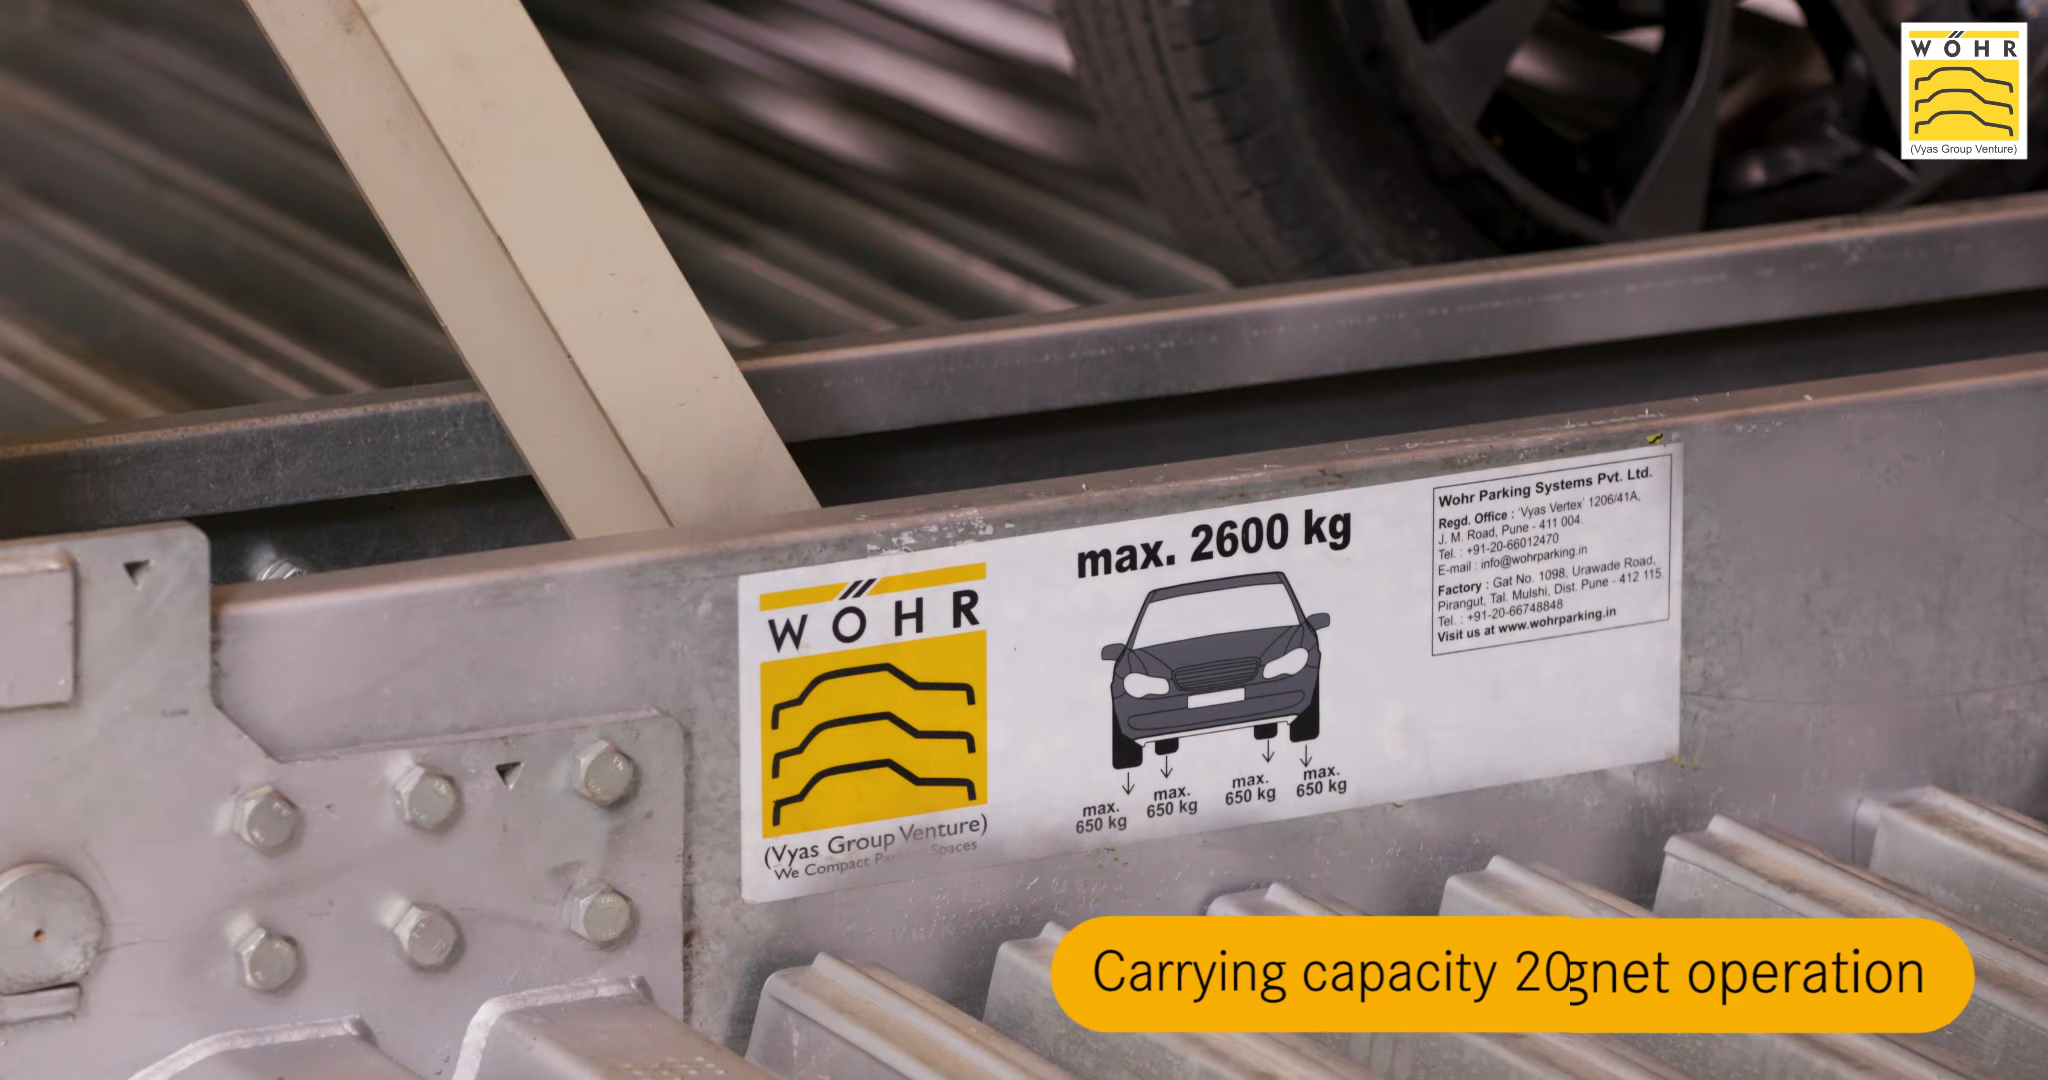 WÖHR
(Vyas Group Venture)
max. 2600 kg
WÖHR
(Vyas Group Venture)
We Compact Spaces
max.
650 kg
max.
650 kg
max.
650 kg
max.
650 kg
Wohr Parking Systems Pvt. Ltd.
Regd. Office : 'Vyas Vertex' 1206/41A,
J. M. Road, Pune - 411 004.
Tel. : +91-20-66012470
E-mail : info@wohrparking.in
Factory : Gat No. 1098, Urawade Road,
Pirangut, Tal. Mulshi, Dist. Pune - 412 115.
Tel. : +91-20-66748848
Visit us at www.wohrparking.in
Carrying capacity 20gnet operation